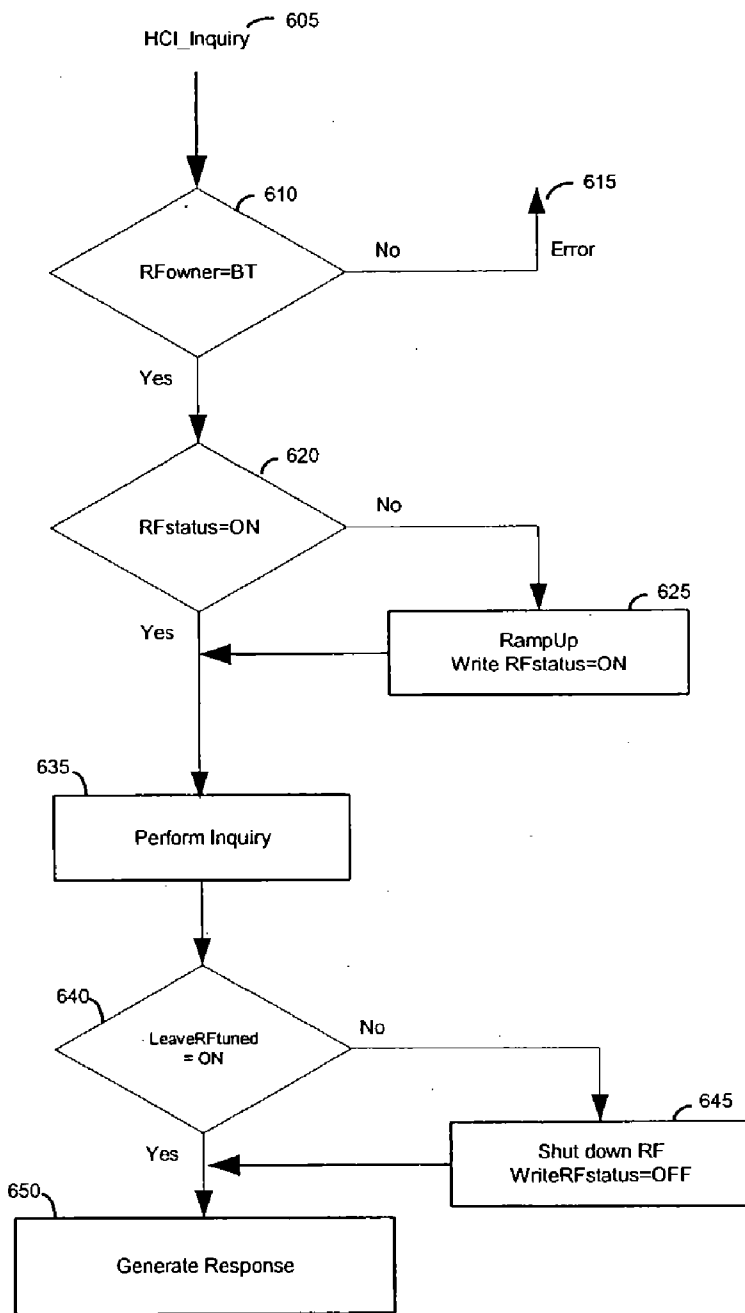 605
HCI_Inquiry
610
615
RFowner=BT
No
Error
Yes
620
RFstatus=ON
No
625
Yes
RampUp
Write RFstatus=ON
635
Perform Inquiry
640
LeaveRFtuned
= ON
No
645
Yes
Shut down RF
WriteRFstatus=OFF
650
Generate Response